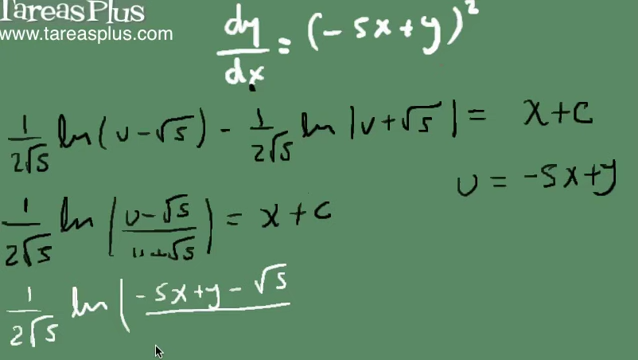 TareasPlus
www.tareasplus.com
dy/dx = (-5x+y)²
1/2√5 ln(u-√5) - 1/2√5 ln|u+√5| = x+c
u = -5x+y
1/2√5 ln|u-√5/u+√5| = x+c
1/2√5 ln(-5x+y-√5